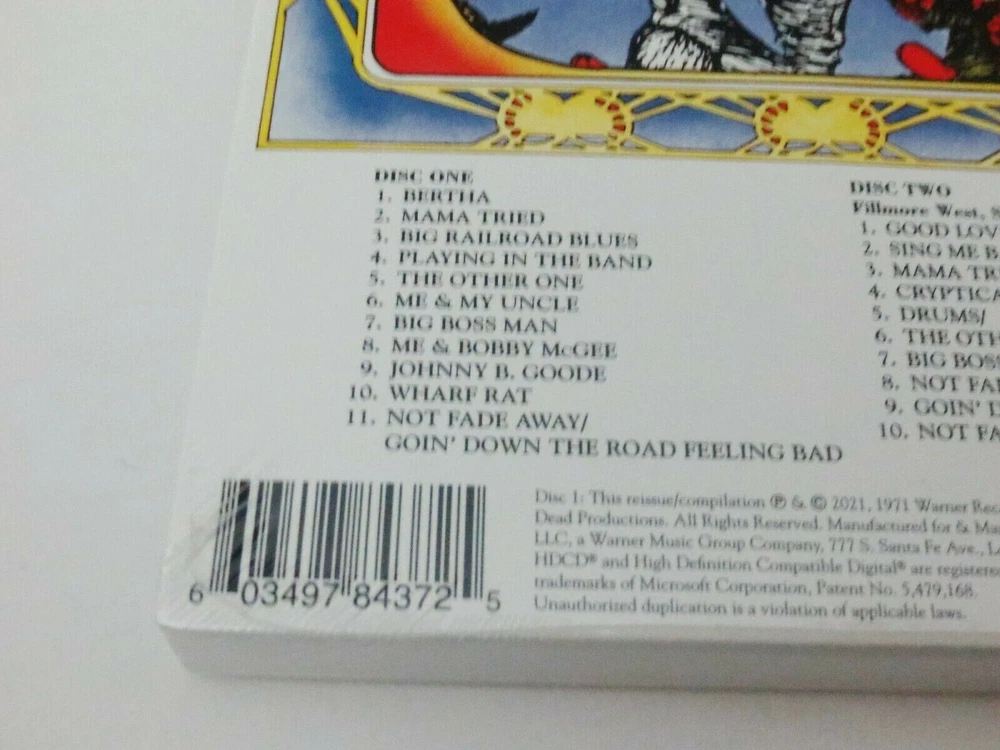 DISC ONE
1. BERTHA
2. MAMA TRIED
3. BIG RAILROAD BLUES
4. PLAYING IN THE BAND
5. THE OTHER ONE
6. ME & MY UNCLE
7. BIG BOSS MAN
8. ME & BOBBY McGEE
9. JOHNNY B. GOODE
10. WHARF RAT
11. NOT FADE AWAY/
GOIN' DOWN THE ROAD FEELING BAD
DISC TWO
Fillmore West, S
1. GOOD LOV
2. SING ME B
3. MAMA TR
4. CRYPTICA
5. DRUMS/
6. THE OTH
7. BIG BOS
8. NOT FA
9. GOIN' D
10. NOT FA
6 03497 84372 5
Disc 1: This reissue/compilation ℗ & © 2021, 1971 Warner Rec
Dead Productions. All Rights Reserved. Manufactured for & Ma
LLC, a Warner Music Group Company, 777 S. Santa Fe Ave., L
HDCD® and High Definition Compatible Digital® are registere
trademarks of Microsoft Corporation, Patent No. 5,479,168.
Unauthorized duplication is a violation of applicable laws.